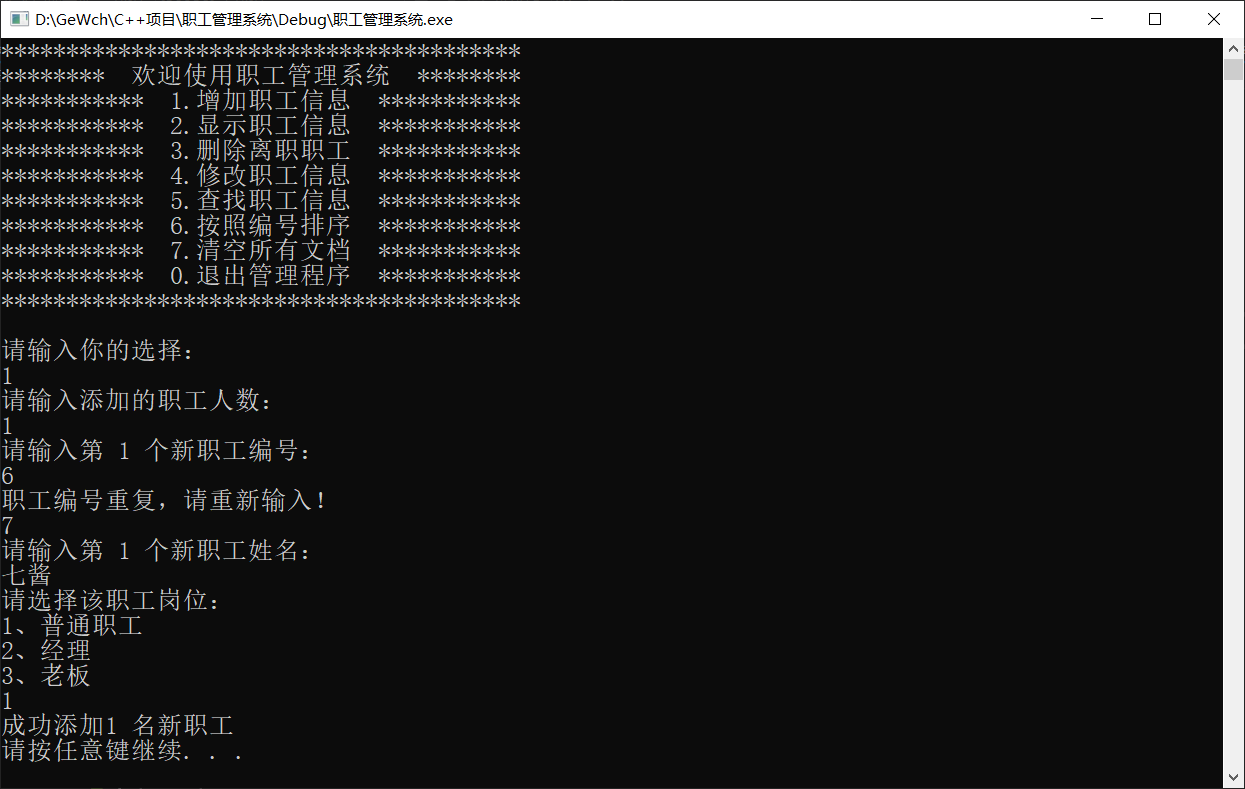 D:\GeWch\C++项目\职工管理系统\Debug\职工管理系统.exe
****************************************
********  欢迎使用职工管理系统  ********
***********  1.增加职工信息  ***********
***********  2.显示职工信息  ***********
***********  3.删除离职职工  ***********
***********  4.修改职工信息  ***********
***********  5.查找职工信息  ***********
***********  6.按照编号排序  ***********
***********  7.清空所有文档  ***********
***********  0.退出管理程序  ***********
****************************************
请输入你的选择：
1
请输入添加的职工人数：
1
请输入第 1 个新职工编号：
6
职工编号重复，请重新输入！
7
请输入第 1 个新职工姓名：
七酱
请选择该职工岗位：
1、普通职工
2、经理
3、老板
1
成功添加1 名新职工
请按任意键继续. . .